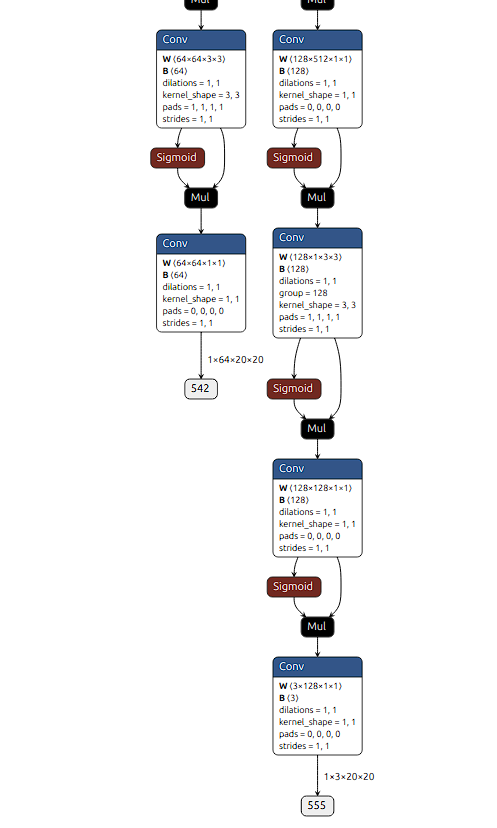 Mul
Conv
W ⟨64×64×3×3⟩
B ⟨64⟩
dilations = 1, 1
kernel_shape = 3, 3
pads = 1, 1, 1, 1
strides = 1, 1
Sigmoid
Mul
Conv
W ⟨64×64×1×1⟩
B ⟨64⟩
dilations = 1, 1
kernel_shape = 1, 1
pads = 0, 0, 0, 0
strides = 1, 1
1×64×20×20
542
Mul
Conv
W ⟨128×512×1×1⟩
B ⟨128⟩
dilations = 1, 1
kernel_shape = 1, 1
pads = 0, 0, 0, 0
strides = 1, 1
Sigmoid
Mul
Conv
W ⟨128×1×3×3⟩
B ⟨128⟩
dilations = 1, 1
group = 128
kernel_shape = 3, 3
pads = 1, 1, 1, 1
strides = 1, 1
Sigmoid
Mul
Conv
W ⟨128×128×1×1⟩
B ⟨128⟩
dilations = 1, 1
kernel_shape = 1, 1
pads = 0, 0, 0, 0
strides = 1, 1
Sigmoid
Mul
Conv
W ⟨3×128×1×1⟩
B ⟨3⟩
dilations = 1, 1
kernel_shape = 1, 1
pads = 0, 0, 0, 0
strides = 1, 1
1×3×20×20
555